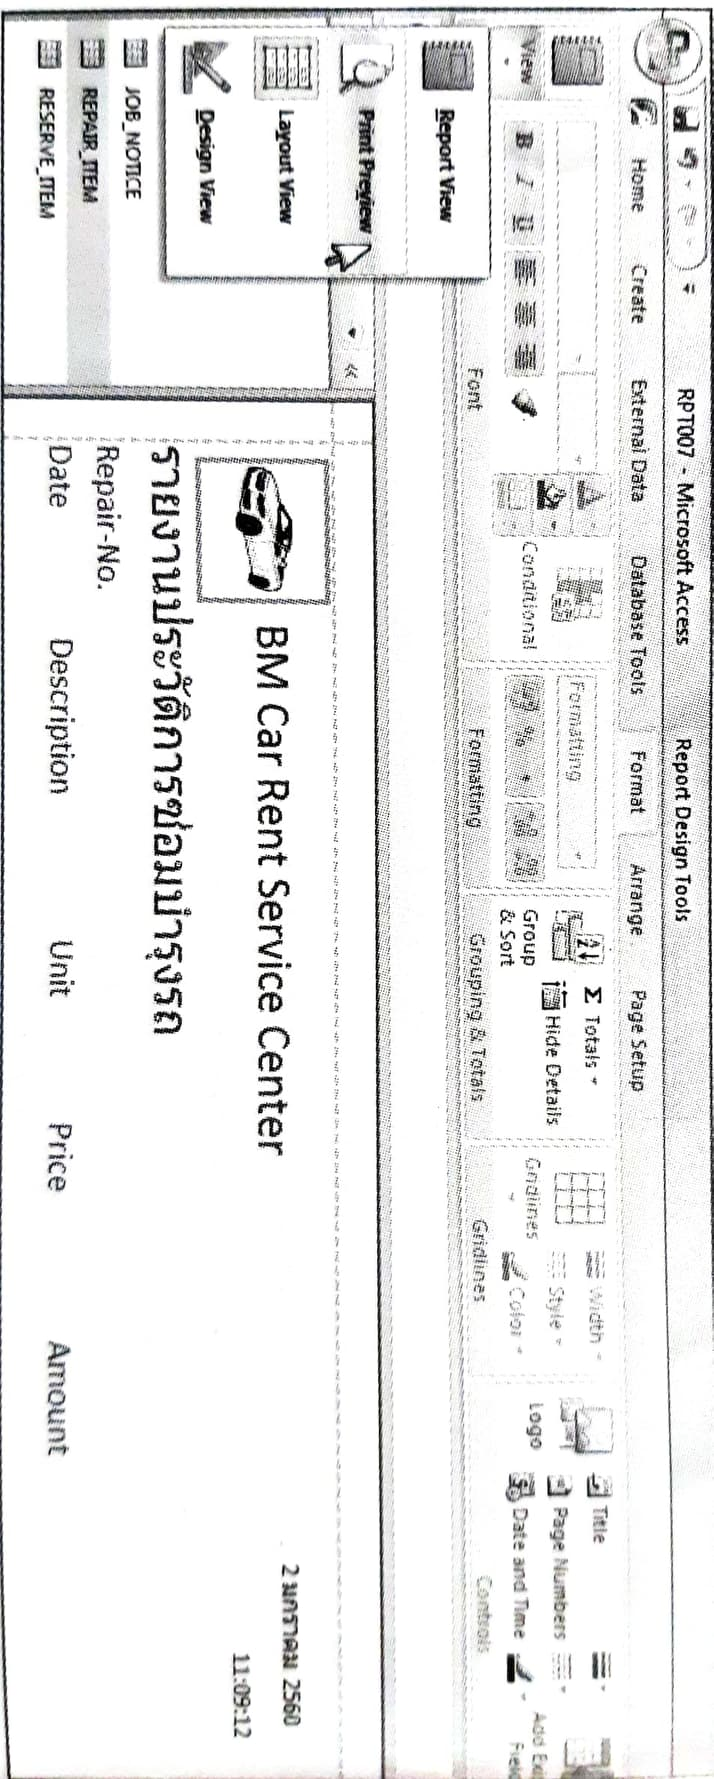 RPT007 - Microsoft Access
Report Design Tools
Home
Create
External Data
Database Tools
Format
Arrange
Page Setup
View
B I U
Font
Conditional
Formatting
%
Formatting
Group
& Sort
Σ Totals
Hide Details
Grouping & Totals
Gridlines
Width
Style
Color
Gridlines
Logo
Title
Page Numbers
Date and Time
Controls
Report View
Print Preview
Layout View
Design View
JOB_NOTICE
REPAIR_ITEM
RESERVE_ITEM
BM Car Rent Service Center
2 มกราคม 2560
11:09:12
รายงานประวัติการซ่อมบำรุงรถ
Repair-No.
Date
Description
Unit
Price
Amount